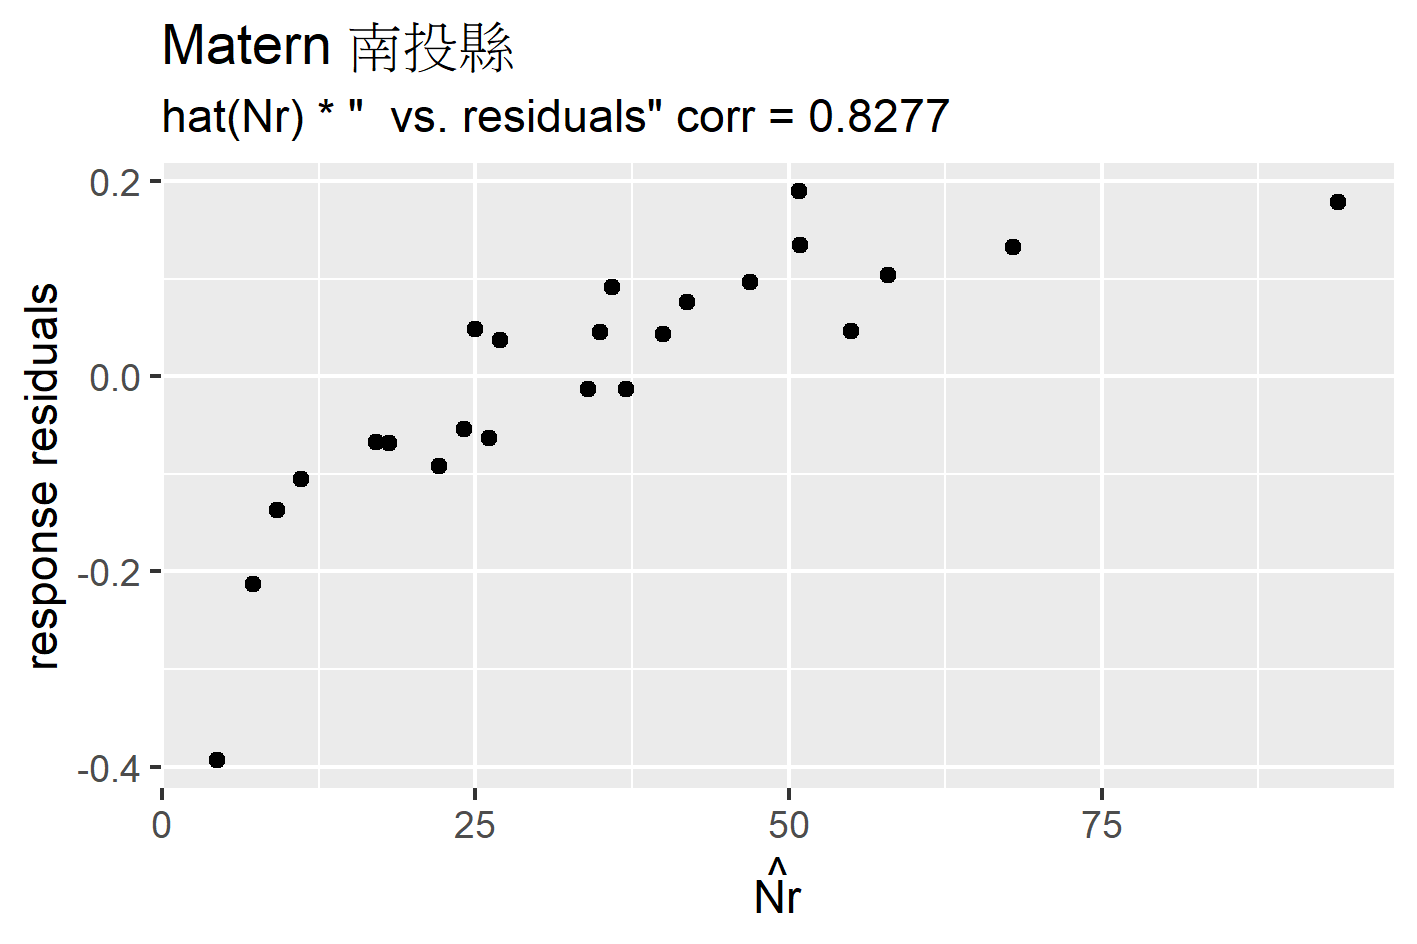 Matern 南投縣
hat(Nr) * "  vs. residuals" corr = 0.8277
response residuals
0.2
0.0
-0.2
-0.4
0
25
50
75
N̂r